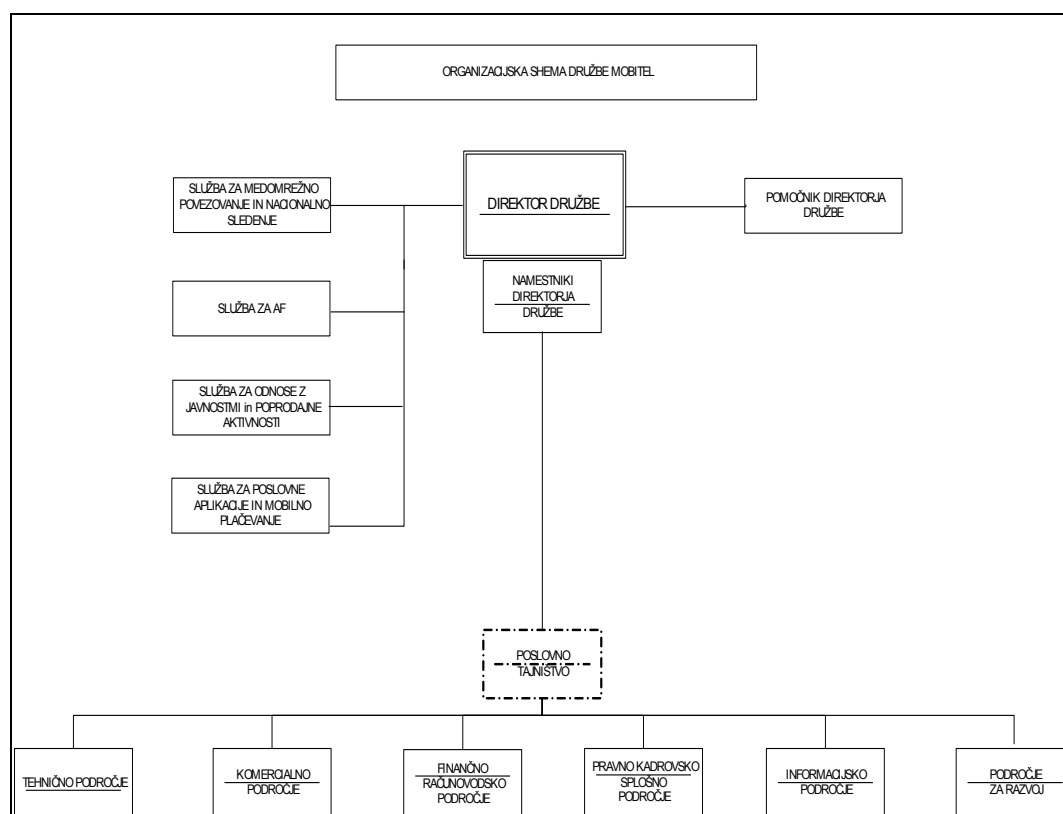 ORGANIZACIJSKA SHEMA DRUŽBE MOBITEL
SLUŽBA ZA MEDOMREŽNO
POVEZOVANJE IN NACIONALNO
SLEDENJE
DIREKTOR DRUŽBE
POMOČNIK DIREKTORJA
DRUŽBE
NAMESTNIKI
DIREKTORJA
DRUŽBE
SLUŽBA ZA AF
SLUŽBA ZA ODNOSE Z
JAVNOSTMI in POPRODAJNE
AKTIVNOSTI
SLUŽBA ZA POSLOVNE
APLIKACIJE IN MOBILNO
PLAČEVANJE
POSLOVNO
TAJNIŠTVO
TEHNIČNO PODROČJE
KOMERCIALNO
PODROČJE
FINANČNO
RAČUNOVODSKO
PODROČJE
PRAVNO KADROVSKO
SPLOŠNO
PODROČJE
INFORMACIJSKO
PODROČJE
PODROČJE
ZA RAZVOJ